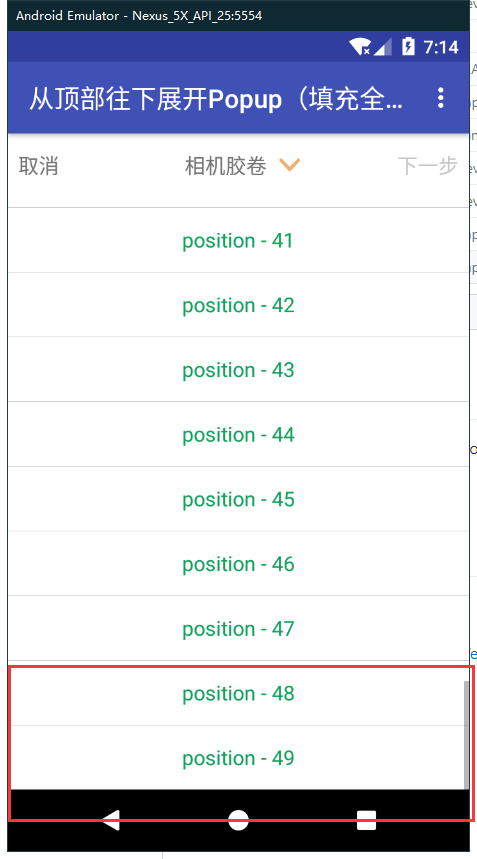 Android Emulator - Nexus_5X_API_25:5554
7:14
从顶部往下展开Popup（填充全…
取消 相机胶卷 下一步
position - 41
position - 42
position - 43
position - 44
position - 45
position - 46
position - 47
position - 48
position - 49